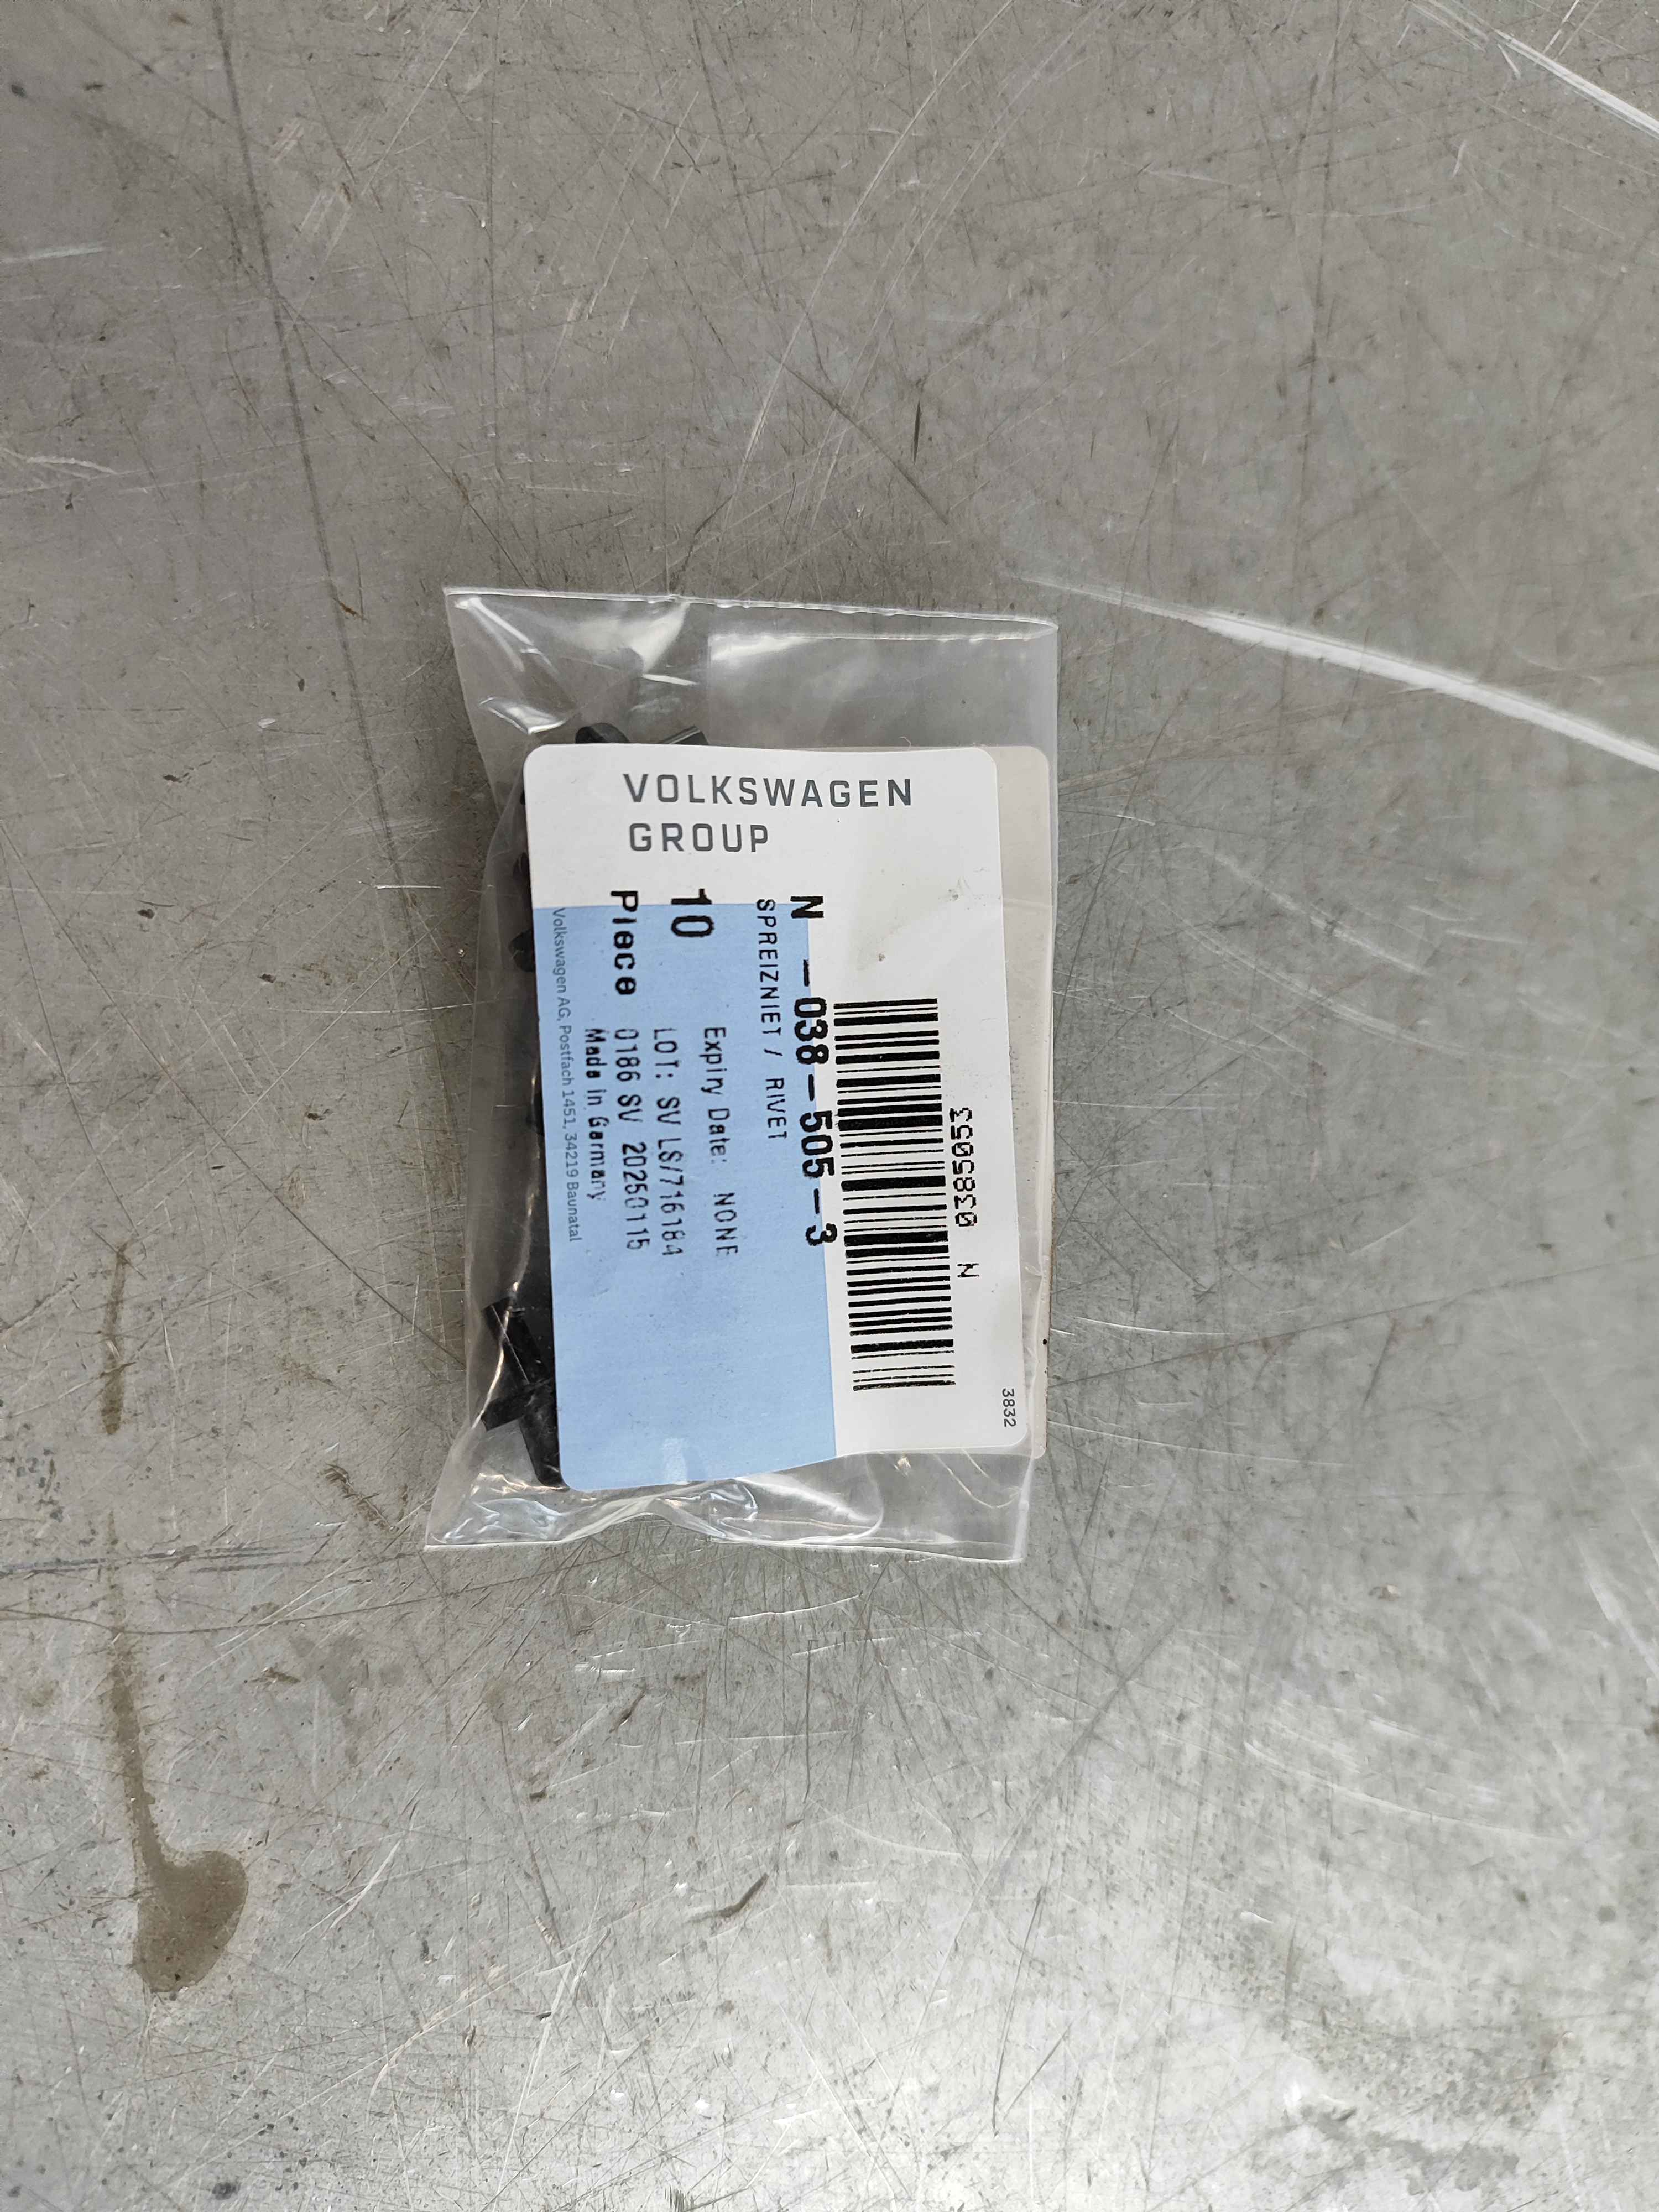 VOLKSWAGEN
GROUP
0385053 N
N -038-505-3
SPREIZNIET / RIVET
10
Expiry Date: NONE
LOT: SV LS/716184
Piece
0186 SV 20250115
Made in Germany
Volkswagen AG, Postfach 1451, 34219 Baunatal
3832